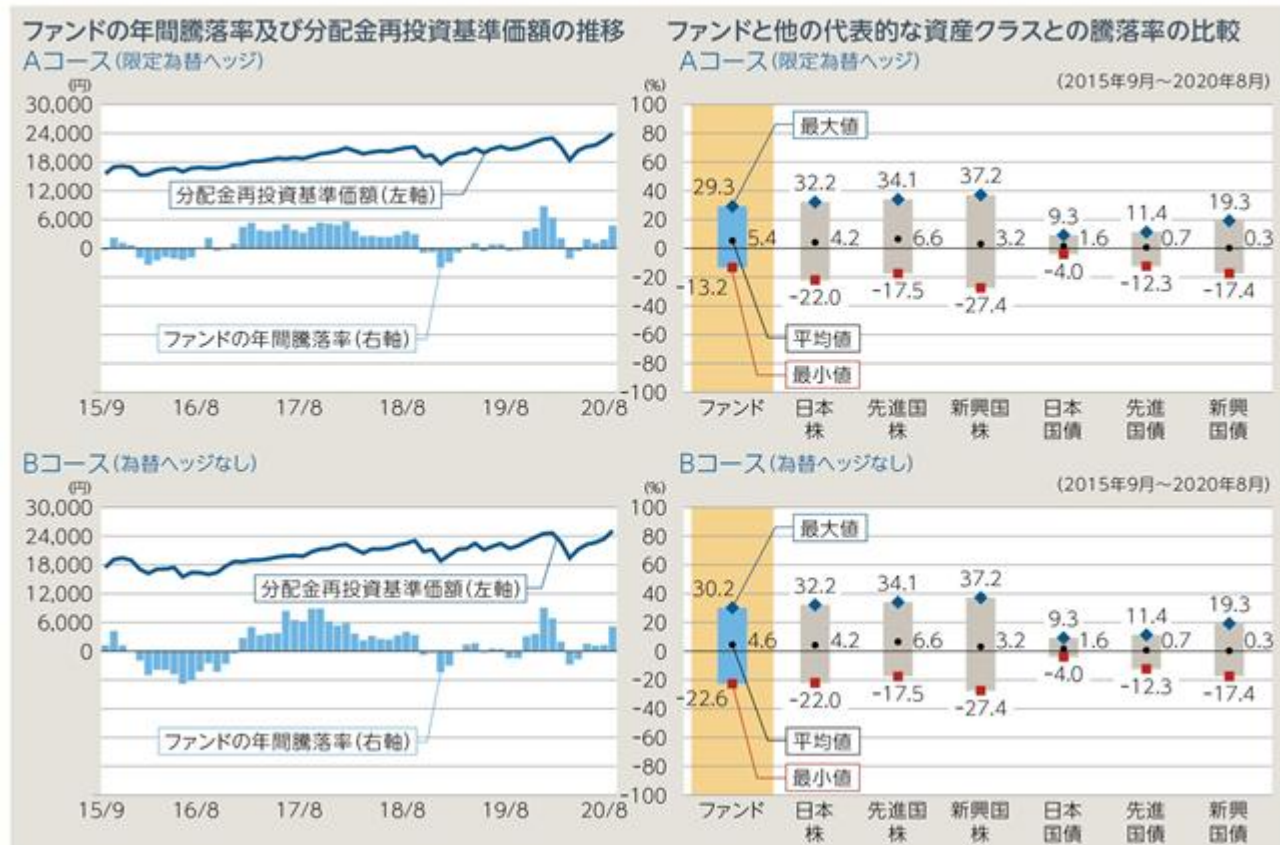 ファンドの年間騰落率及び分配金再投資基準価額の推移
Aコース(限定為替ヘッジ)
(円)
30,000
24,000
18,000
12,000
6,000
0
分配金再投資基準価額(左軸)
ファンドの年間騰落率(右軸)
(%)
100
80
60
40
20
0
-20
-40
-60
-80
-100
15/9 16/8 17/8 18/8 19/8 20/8
ファンドと他の代表的な資産クラスとの騰落率の比較
Aコース(限定為替ヘッジ)
(2015年9月~2020年8月)
最大値
29.3 32.2 34.1 37.2 9.3 11.4 19.3
5.4 4.2 6.6 3.2 1.6 0.7 0.3
-13.2 -22.0 -17.5 -27.4 -4.0 -12.3 -17.4
平均値
最小値
ファンド 日本株 先進国株 新興国株 日本国債 先進国債 新興国債
Bコース(為替ヘッジなし)
(円)
30,000
24,000
18,000
12,000
6,000
0
分配金再投資基準価額(左軸)
ファンドの年間騰落率(右軸)
(%)
100
80
60
40
20
0
-20
-40
-60
-80
-100
15/9 16/8 17/8 18/8 19/8 20/8
Bコース(為替ヘッジなし)
(2015年9月~2020年8月)
最大値
30.2 32.2 34.1 37.2 9.3 11.4 19.3
4.6 4.2 6.6 3.2 1.6 0.7 0.3
-22.6 -22.0 -17.5 -27.4 -4.0 -12.3 -17.4
平均値
最小値
ファンド 日本株 先進国株 新興国株 日本国債 先進国債 新興国債